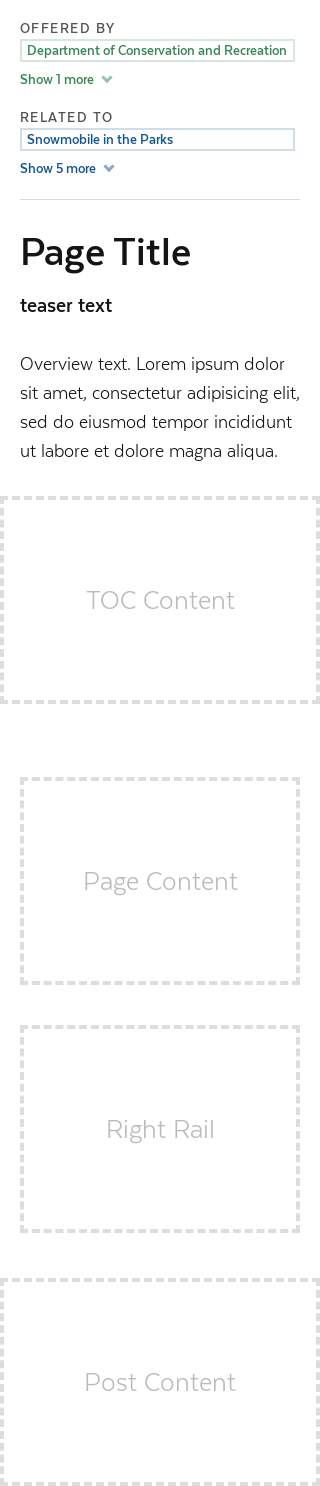 OFFERED BY
Department of Conservation and Recreation
Show 1 more
RELATED TO
Snowmobile in the Parks
Show 5 more
Page Title
teaser text
Overview text. Lorem ipsum dolor
sit amet, consectetur adipisicing elit,
sed do eiusmod tempor incididunt
ut labore et dolore magna aliqua.
TOC Content
Page Content
Right Rail
Post Content